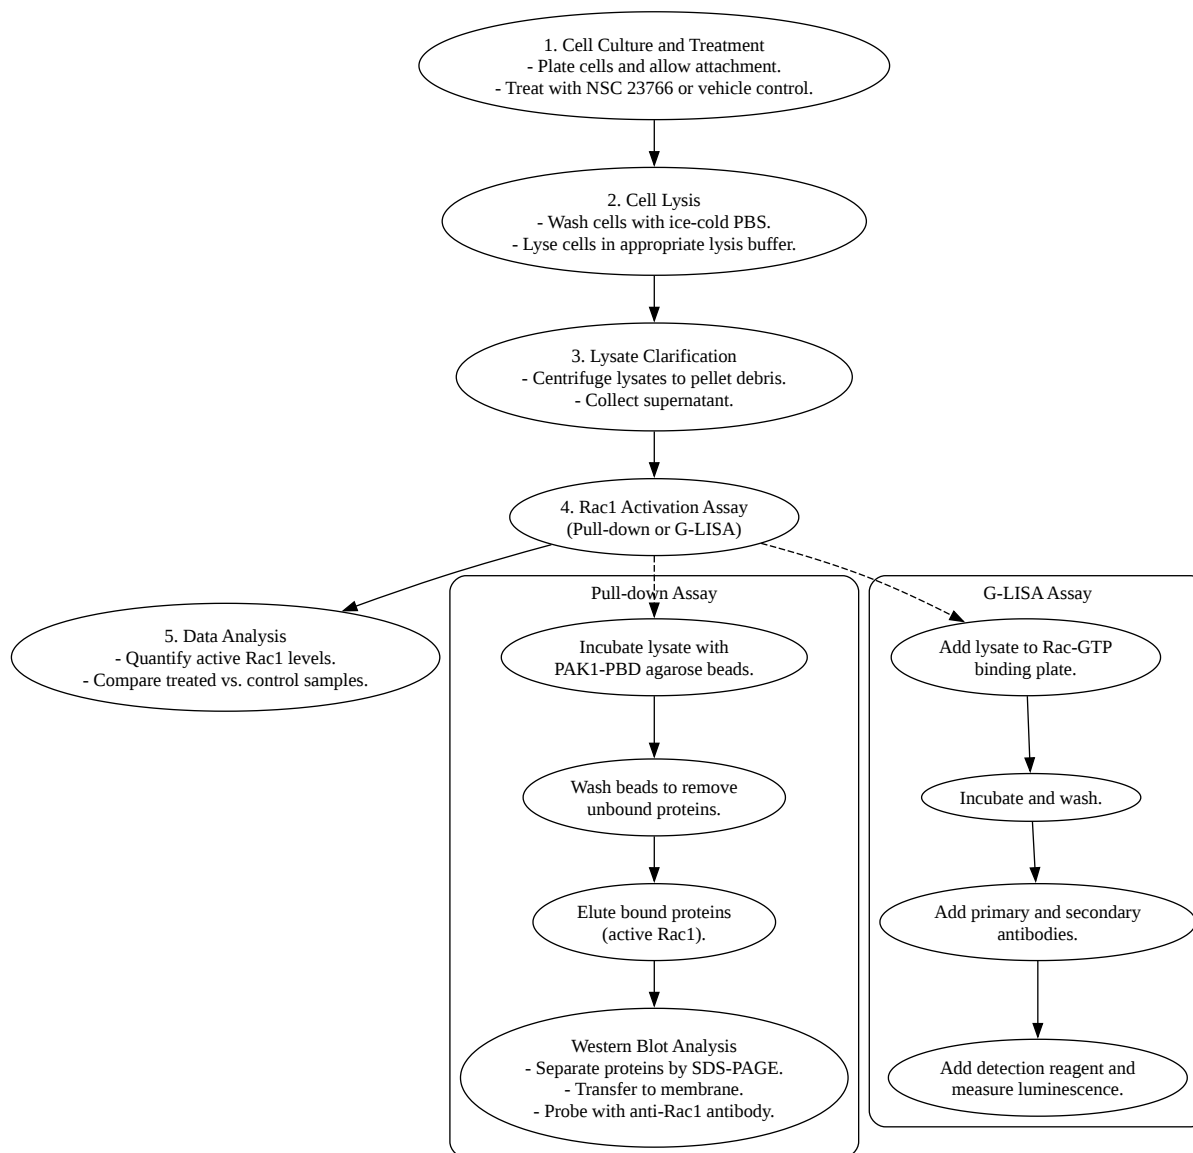 1. Cell Culture and Treatment
- Plate cells and allow attachment.
- Treat with NSC 23766 or vehicle control.
2. Cell Lysis
- Wash cells with ice-cold PBS.
- Lyse cells in appropriate lysis buffer.
3. Lysate Clarification
- Centrifuge lysates to pellet debris.
- Collect supernatant.
4. Rac1 Activation Assay
(Pull-down or G-LISA)
5. Data Analysis
- Quantify active Rac1 levels.
- Compare treated vs. control samples.
Pull-down Assay
Incubate lysate with
PAK1-PBD agarose beads.
Wash beads to remove
unbound proteins.
Elute bound proteins
(active Rac1).
Western Blot Analysis
- Separate proteins by SDS-PAGE.
- Transfer to membrane.
- Probe with anti-Rac1 antibody.
G-LISA Assay
Add lysate to Rac-GTP
binding plate.
Incubate and wash.
Add primary and secondary
antibodies.
Add detection reagent and
measure luminescence.